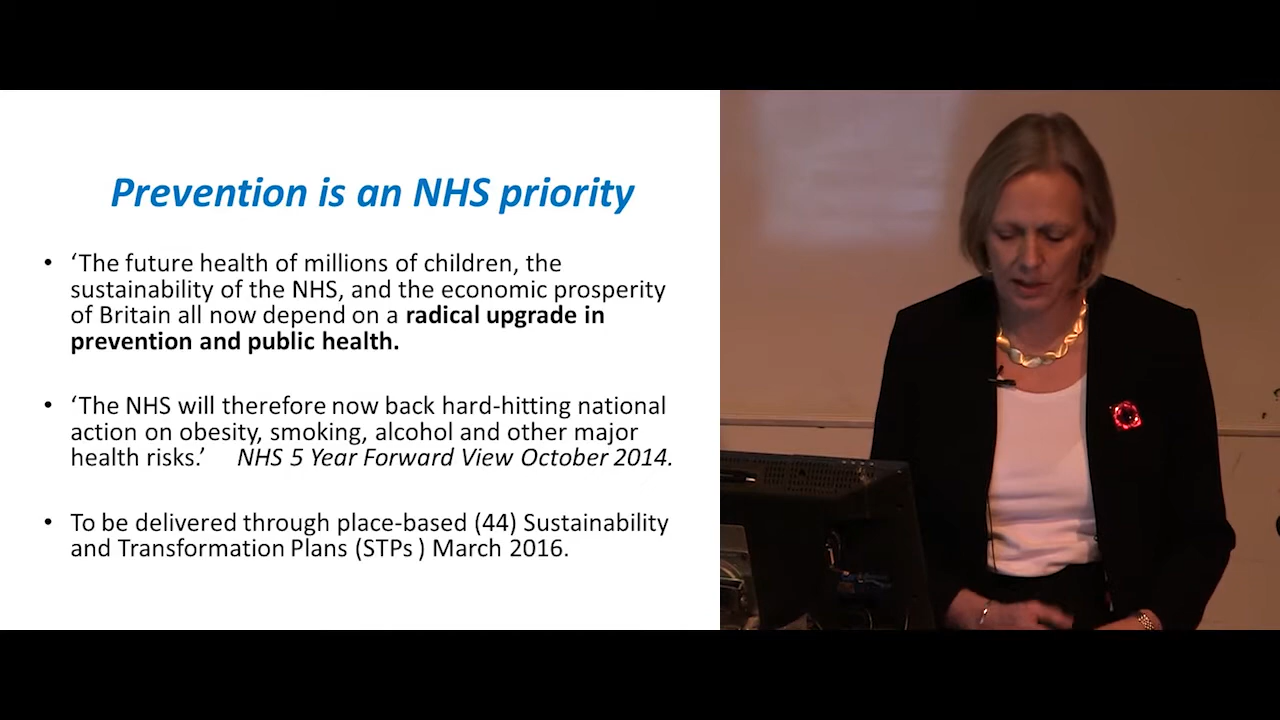 Prevention is an NHS priority
• ‘The future health of millions of children, the
sustainability of the NHS, and the economic prosperity
of Britain all now depend on a radical upgrade in
prevention and public health.
• ‘The NHS will therefore now back hard-hitting national
action on obesity, smoking, alcohol and other major
health risks.’ NHS 5 Year Forward View October 2014.
• To be delivered through place-based (44) Sustainability
and Transformation Plans (STPs ) March 2016.